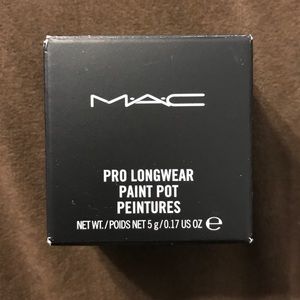 MAC
PRO LONGWEAR
PAINT POT
PEINTURES
NET WT./POIDS NET 5 g / 0.17 US OZ ℮